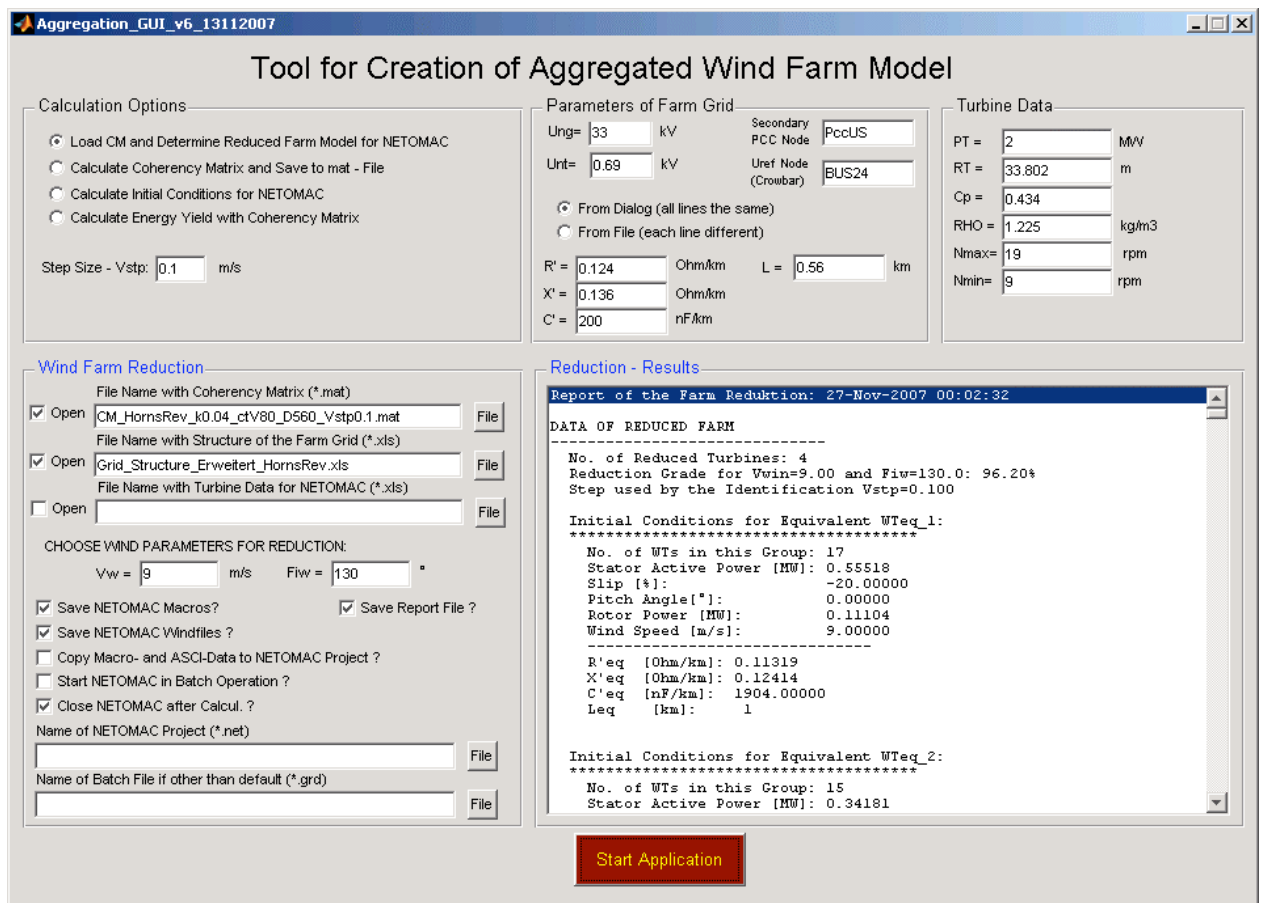 Aggregation_GUI_v6_13112007
Tool for Creation of Aggregated Wind Farm Model
Calculation Options
Load CM and Determine Reduced Farm Model for NETOMAC
Calculate Coherency Matrix and Save to mat - File
Calculate Initial Conditions for NETOMAC
Calculate Energy Yield with Coherency Matrix
Step Size - Vstp: 0.1 m/s
Parameters of Farm Grid
Ung= 33 kV Secondary PCC Node PccUS
Unt= 0.69 kV Uref Node (Crowbar) BUS24
From Dialog (all lines the same)
From File (each line different)
R' = 0.124 Ohm/km L = 0.56 km
X' = 0.136 Ohm/km
C' = 200 nF/km
Turbine Data
PT = 2 MW
RT = 33.802 m
Cp = 0.434
RHO = 1.225 kg/m3
Nmax= 19 rpm
Nmin= 9 rpm
Wind Farm Reduction
File Name with Coherency Matrix (*.mat)
Open CM_HornsRev_k0.04_ctV80_D560_Vstp0.1.mat File
File Name with Structure of the Farm Grid (*.xls)
Open Grid_Structure_Erweitert_HornsRev.xls File
File Name with Turbine Data for NETOMAC (*.xls)
Open File
CHOOSE WIND PARAMETERS FOR REDUCTION:
Vw = 9 m/s Fiw = 130 °
Save NETOMAC Macros? Save Report File ?
Save NETOMAC Windfiles ?
Copy Macro- and ASCI-Data to NETOMAC Project ?
Start NETOMAC in Batch Operation ?
Close NETOMAC after Calcul. ?
Name of NETOMAC Project (*.net)
File
Name of Batch File if other than default (*.grd)
File
Reduction - Results
Report of the Farm Reduktion: 27-Nov-2007 00:02:32
DATA OF REDUCED FARM
------------------------------
No. of Reduced Turbines: 4
Reduction Grade for Vwin=9.00 and Fiw=130.0: 96.20%
Step used by the Identification Vstp=0.100
Initial Conditions for Equivalent WTeq_1:
**************************************
No. of WTs in this Group: 17
Stator Active Power [MW]: 0.55518
Slip [%]: -20.00000
Pitch Angle[°]: 0.00000
Rotor Power [MW]: 0.11104
Wind Speed [m/s]: 9.00000
-------------------------------
R'eq [Ohm/km]: 0.11319
X'eq [Ohm/km]: 0.12414
C'eq [nF/km]: 1904.00000
Leq [km]: 1
Initial Conditions for Equivalent WTeq_2:
**************************************
No. of WTs in this Group: 15
Stator Active Power [MW]: 0.34181
Start Application